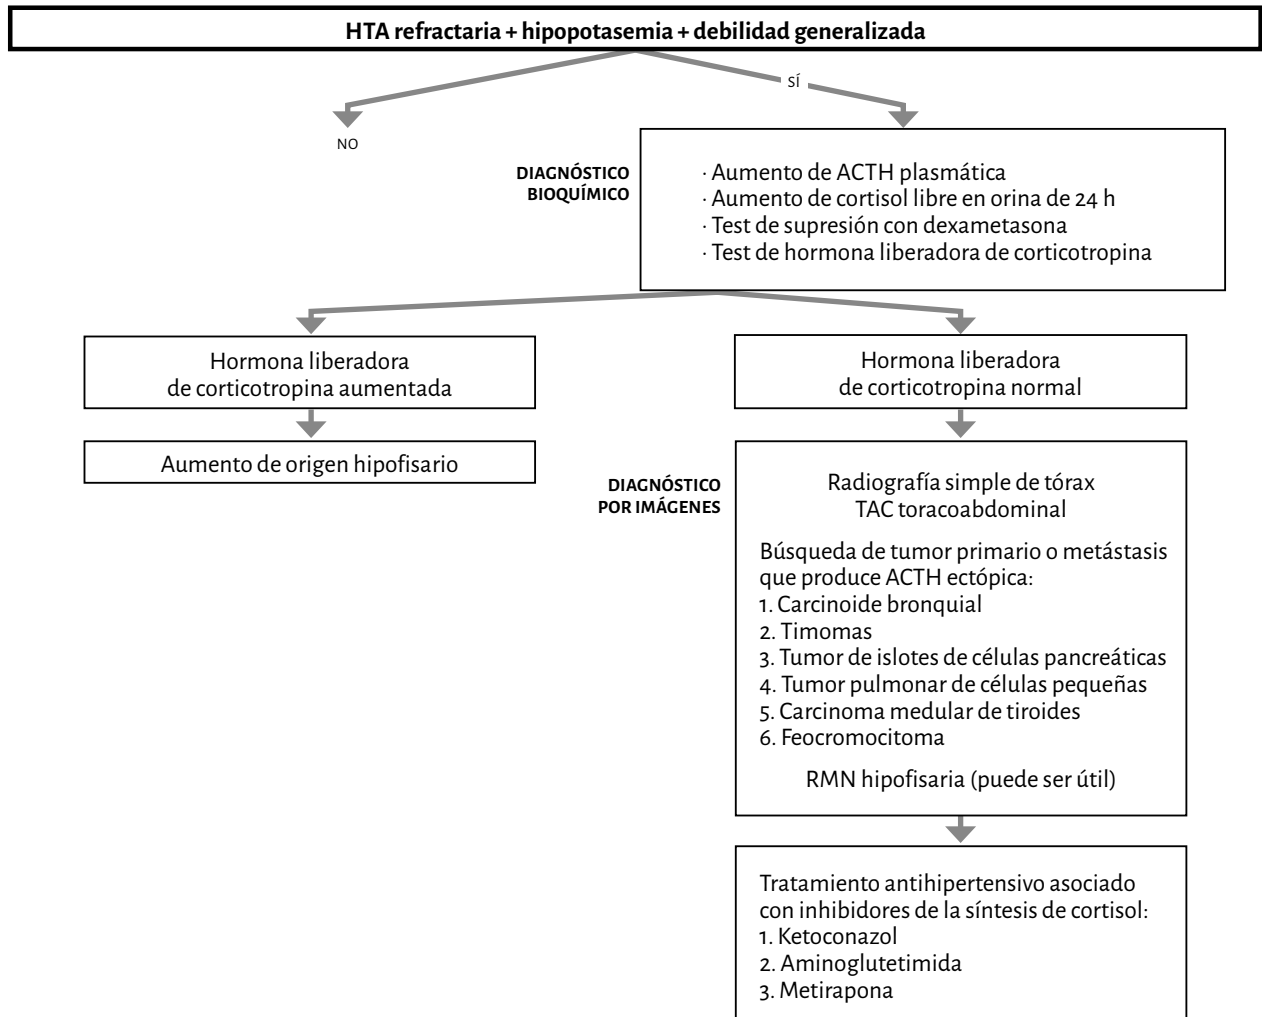 HTA refractaria + hipopotasemia + debilidad generalizada
SÍ
NO
DIAGNÓSTICO
BIOQUÍMICO
· Aumento de ACTH plasmática
· Aumento de cortisol libre en orina de 24 h
· Test de supresión con dexametasona
· Test de hormona liberadora de corticotropina
Hormona liberadora
de corticotropina aumentada
Hormona liberadora
de corticotropina normal
Aumento de origen hipofisario
DIAGNÓSTICO
POR IMÁGENES
Radiografía simple de tórax
TAC toracoabdominal
Búsqueda de tumor primario o metástasis
que produce ACTH ectópica:
1. Carcinoide bronquial
2. Timomas
3. Tumor de islotes de células pancreáticas
4. Tumor pulmonar de células pequeñas
5. Carcinoma medular de tiroides
6. Feocromocitoma
RMN hipofisaria (puede ser útil)
Tratamiento antihipertensivo asociado
con inhibidores de la síntesis de cortisol:
1. Ketoconazol
2. Aminoglutetimida
3. Metirapona